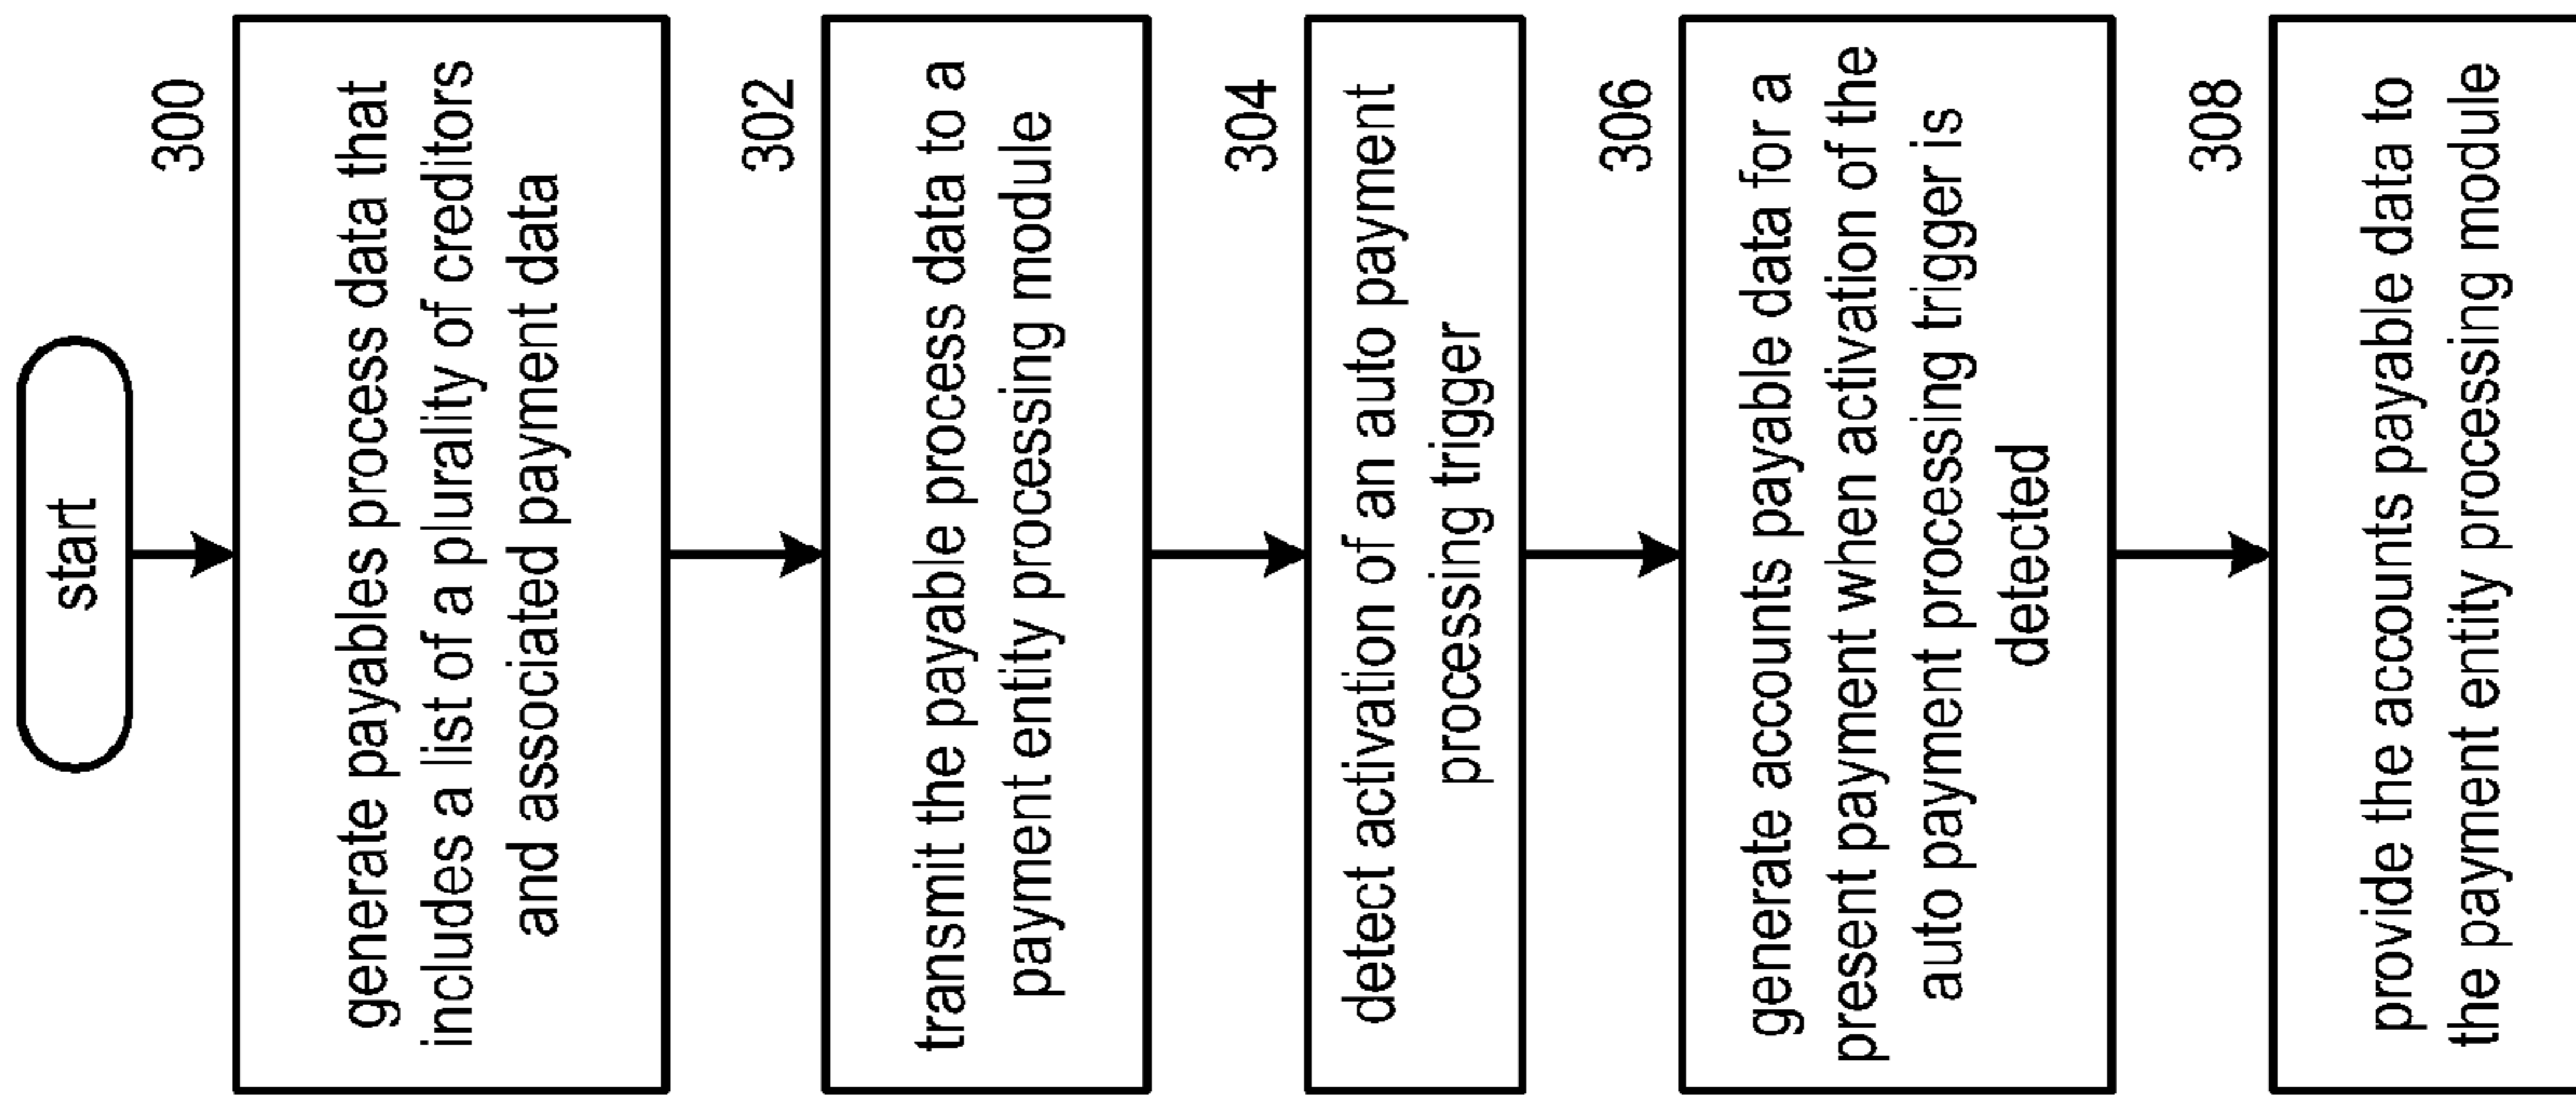 start
300
generate payables process data that
includes a list of a plurality of creditors
and associated payment data
302
transmit the payable process data to a
payment entity processing module
304
detect activation of an auto payment
processing trigger
306
generate accounts payable data for a
present payment when activation of the
auto payment processing trigger is
detected
308
provide the accounts payable data to
the payment entity processing module